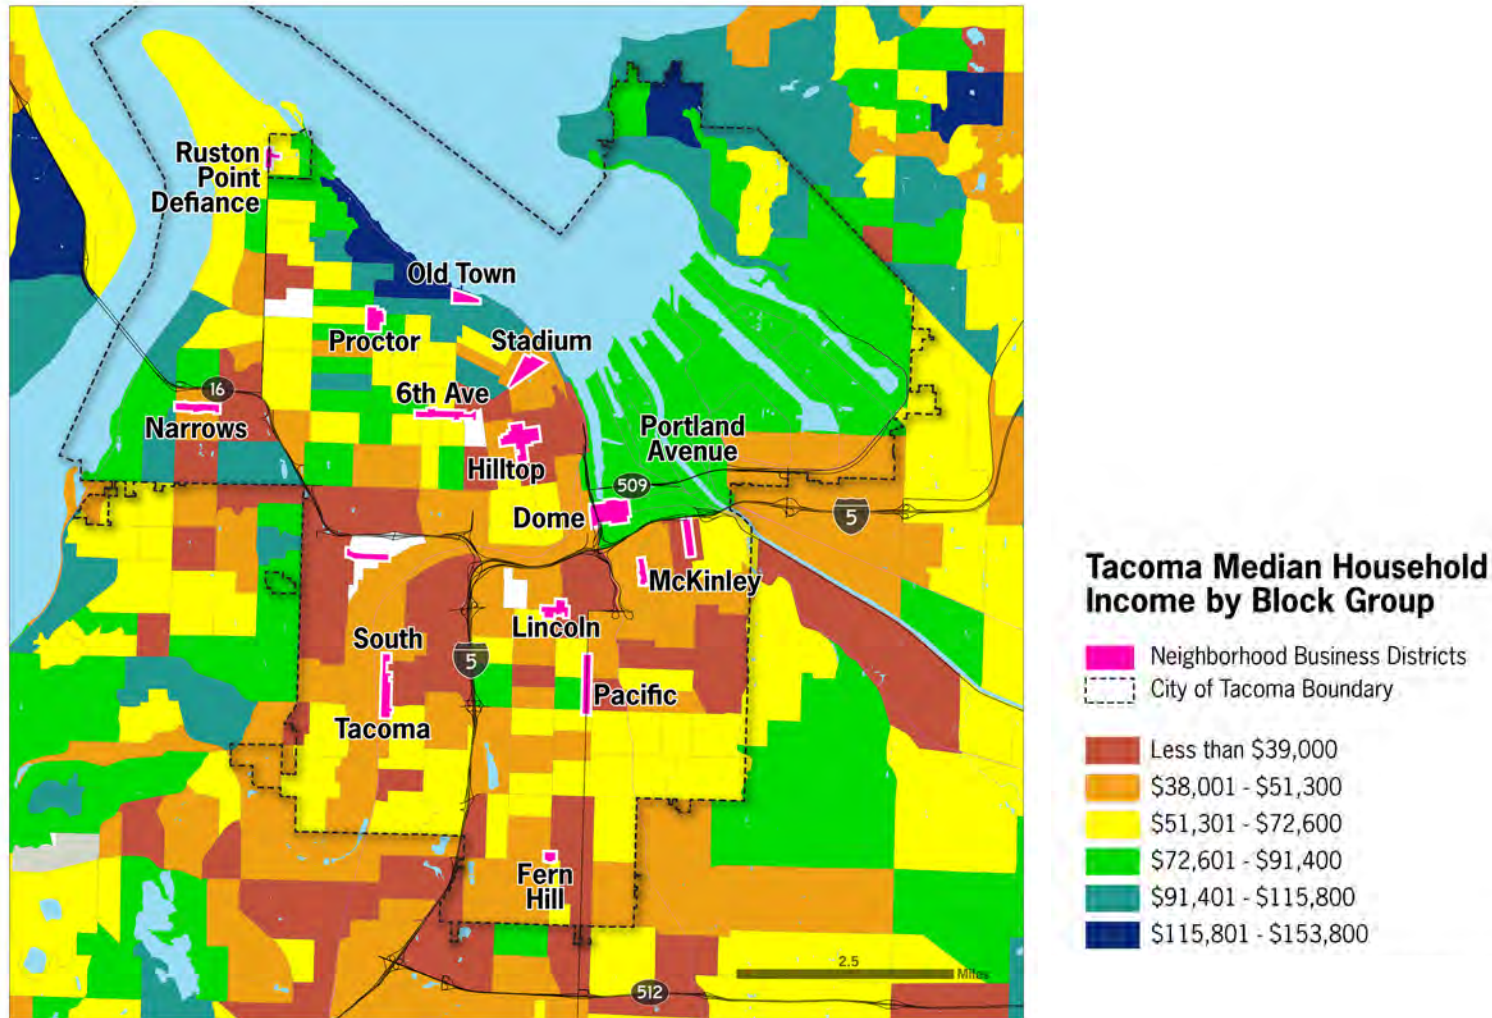 Ruston
Point
Defiance
Old Town
Proctor
Stadium
16
6th Ave
Narrows
Portland
Avenue
Hilltop
509
Dome
5
McKinley
Lincoln
South
5
Pacific
Tacoma
Fern
Hill
2.5
Miles
512
Tacoma Median Household
Income by Block Group
Neighborhood Business Districts
City of Tacoma Boundary
Less than $39,000
$38,001 - $51,300
$51,301 - $72,600
$72,601 - $91,400
$91,401 - $115,800
$115,801 - $153,800